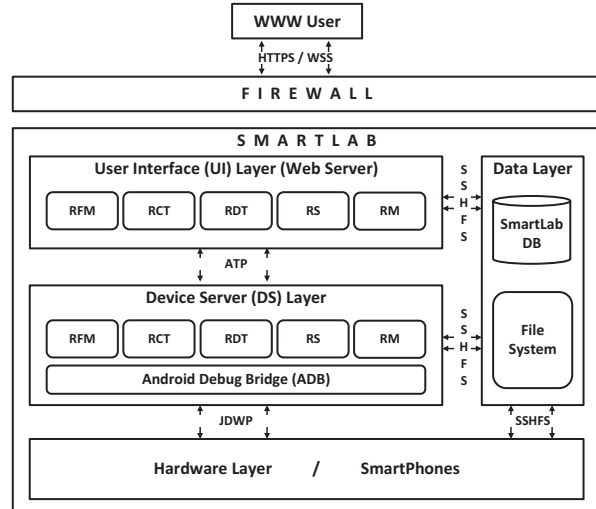 WWW User
HTTPS / WSS
FIREWALL
SMARTLAB
User Interface (UI) Layer (Web Server)
RFM
RCT
RDT
RS
RM
SSHFS
Data Layer
SmartLab
DB
ATP
Device Server (DS) Layer
RFM
RCT
RDT
RS
RM
Android Debug Bridge (ADB)
SSHFS
File
System
JDWP
SSHFS
Hardware Layer / SmartPhones